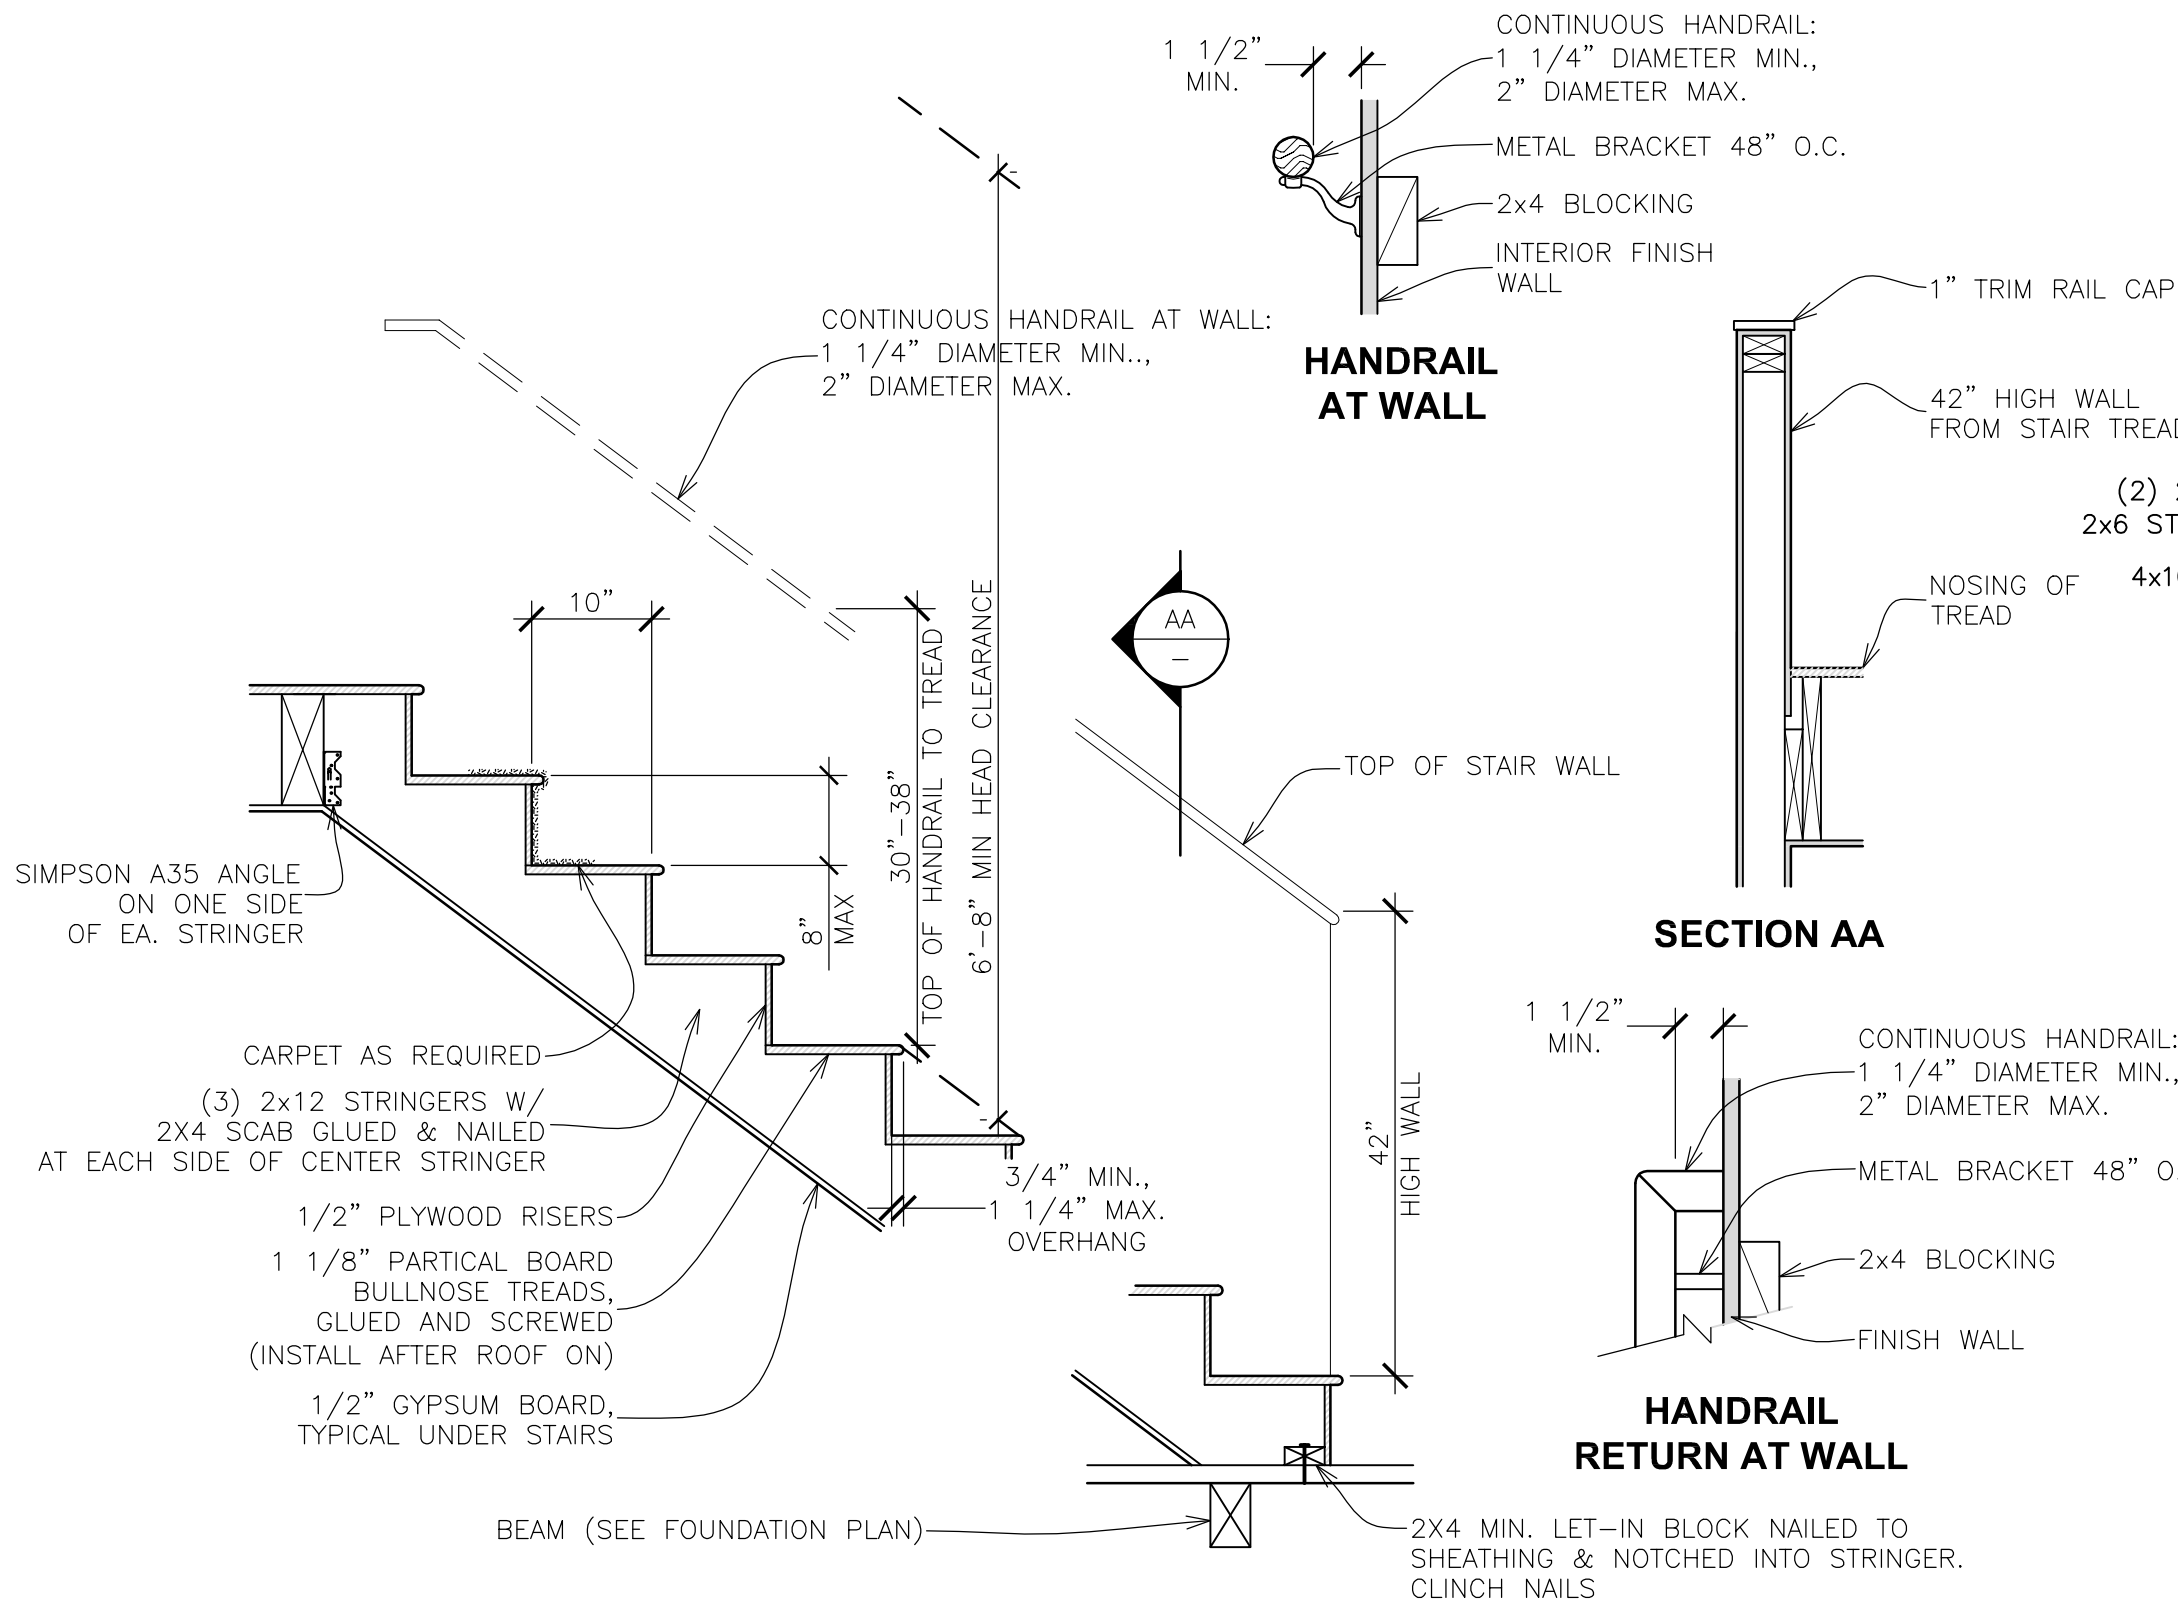 1 1/2”
MIN.
CONTINUOUS HANDRAIL:
1 1/4” DIAMETER MIN.,
2” DIAMETER MAX.
METAL BRACKET 48” O.C.
2x4 BLOCKING
INTERIOR FINISH
WALL
HANDRAIL
AT WALL
CONTINUOUS HANDRAIL AT WALL:
1 1/4” DIAMETER MIN..,
2” DIAMETER MAX.
1” TRIM RAIL CAP
42” HIGH WALL
FROM STAIR TREAD
(2)
2x6
NOSING OF
TREAD
SECTION AA
10”
8”
MAX
30”-38”
TOP OF HANDRAIL TO TREAD
6’-8” MIN HEAD CLEARANCE
AA
–
TOP OF STAIR WALL
SIMPSON A35 ANGLE
ON ONE SIDE
OF EA. STRINGER
CARPET AS REQUIRED
(3) 2x12 STRINGERS W/
2X4 SCAB GLUED & NAILED
AT EACH SIDE OF CENTER STRINGER
1/2” PLYWOOD RISERS
1 1/8” PARTICAL BOARD
BULLNOSE TREADS,
GLUED AND SCREWED
(INSTALL AFTER ROOF ON)
1/2” GYPSUM BOARD,
TYPICAL UNDER STAIRS
3/4” MIN.,
1 1/4” MAX.
OVERHANG
42”
HIGH WALL
BEAM (SEE FOUNDATION PLAN)
2X4 MIN. LET-IN BLOCK NAILED TO
SHEATHING & NOTCHED INTO STRINGER.
CLINCH NAILS
1 1/2”
MIN.
CONTINUOUS HANDRAIL:
1 1/4” DIAMETER MIN.,
2” DIAMETER MAX.
METAL BRACKET 48”
2x4 BLOCKING
FINISH WALL
HANDRAIL
RETURN AT WALL